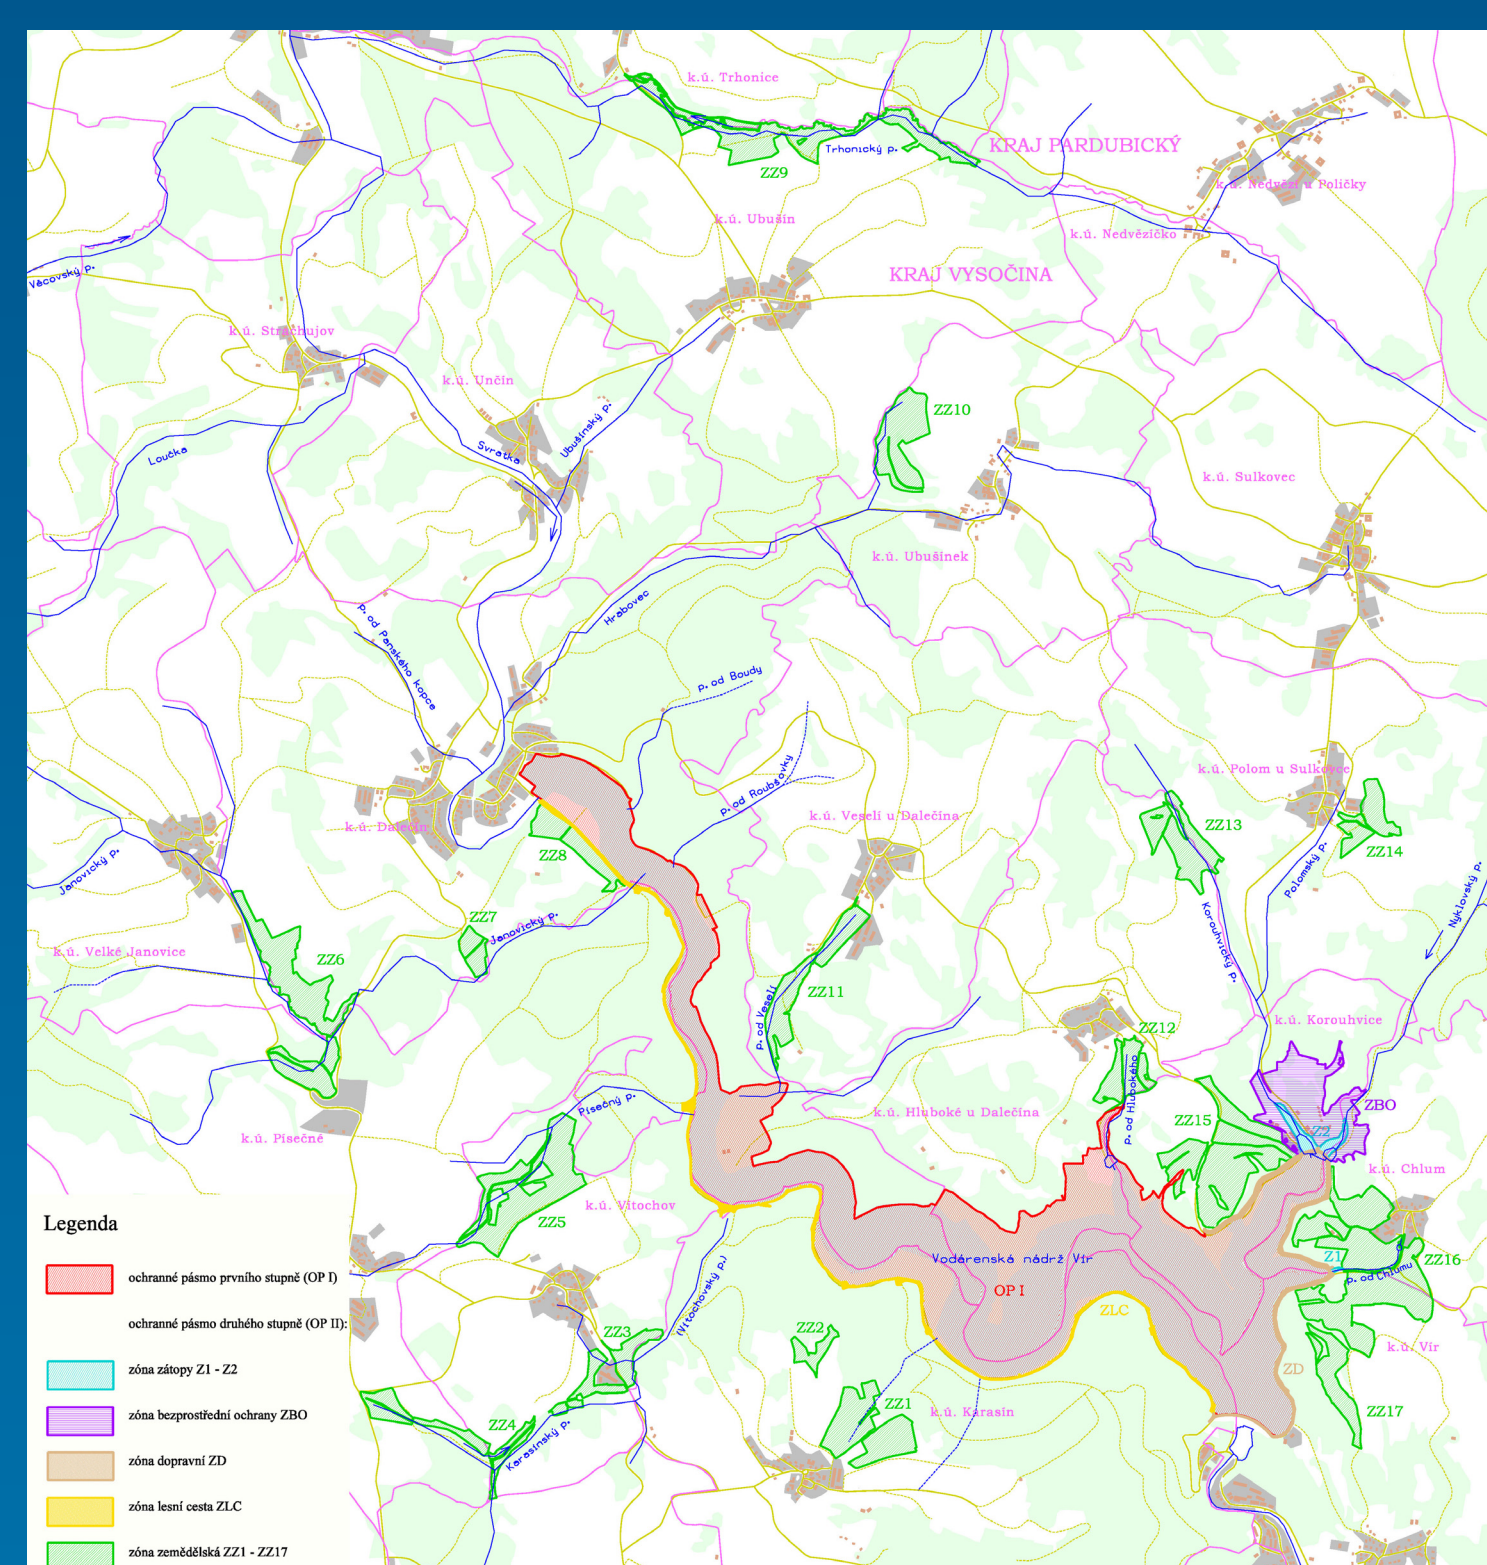 k.ú. Trhonice
KRAJ PARDUBICKÝ
Trhonický p.
ZZ9
k.ú. Nedvězí u Poličky
k.ú. Ubušín
k.ú. Nedvězíčko
Věcovský p.
KRAJ VYSOČINA
k.ú. Strachujov
k.ú. Unčín
ZZ10
Ubušínský p.
Svratka
Loučka
k.ú. Sulkovec
k.ú. Ubušínek
Hrabovec
p. od Panského kopce
p. od Boudy
p. od Roubšovky
k.ú. Polom u Sulkovce
k.ú. Veselí u Dalečína
k.ú. Dalečín
ZZ13
ZZ14
ZZ8
Janovický p.
Polomský p.
Nyklovský p.
ZZ7
Janovický p.
Korouhvický p.
k.ú. Velké Janovice
ZZ6
ZZ11
p. od Veselí
k.ú. Korouhvice
ZZ12
p. od Hlubokého
Písečný p.
k.ú. Hluboké u Dalečína
ZZ15
ZBO
Z2
k.ú. Písečné
k.ú. Chlum
k.ú. Vítochov
ZZ5
Vodárenská nádrž Vír
Z1
ZZ16
p. od Chlumu
OP I
ZLC
(Vítochovský p.)
ZZ3
ZZ2
k.ú. Vír
ZD
ZZ1
k.ú. Karasín
ZZ17
ZZ4
Karasínský p.
Legenda
ochranné pásmo prvního stupně (OP I)
ochranné pásmo druhého stupně (OP II):
zóna zátopy Z1 - Z2
zóna bezprostřední ochrany ZBO
zóna dopravní ZD
zóna lesní cesta ZLC
zóna zemědělská ZZ1 - ZZ17